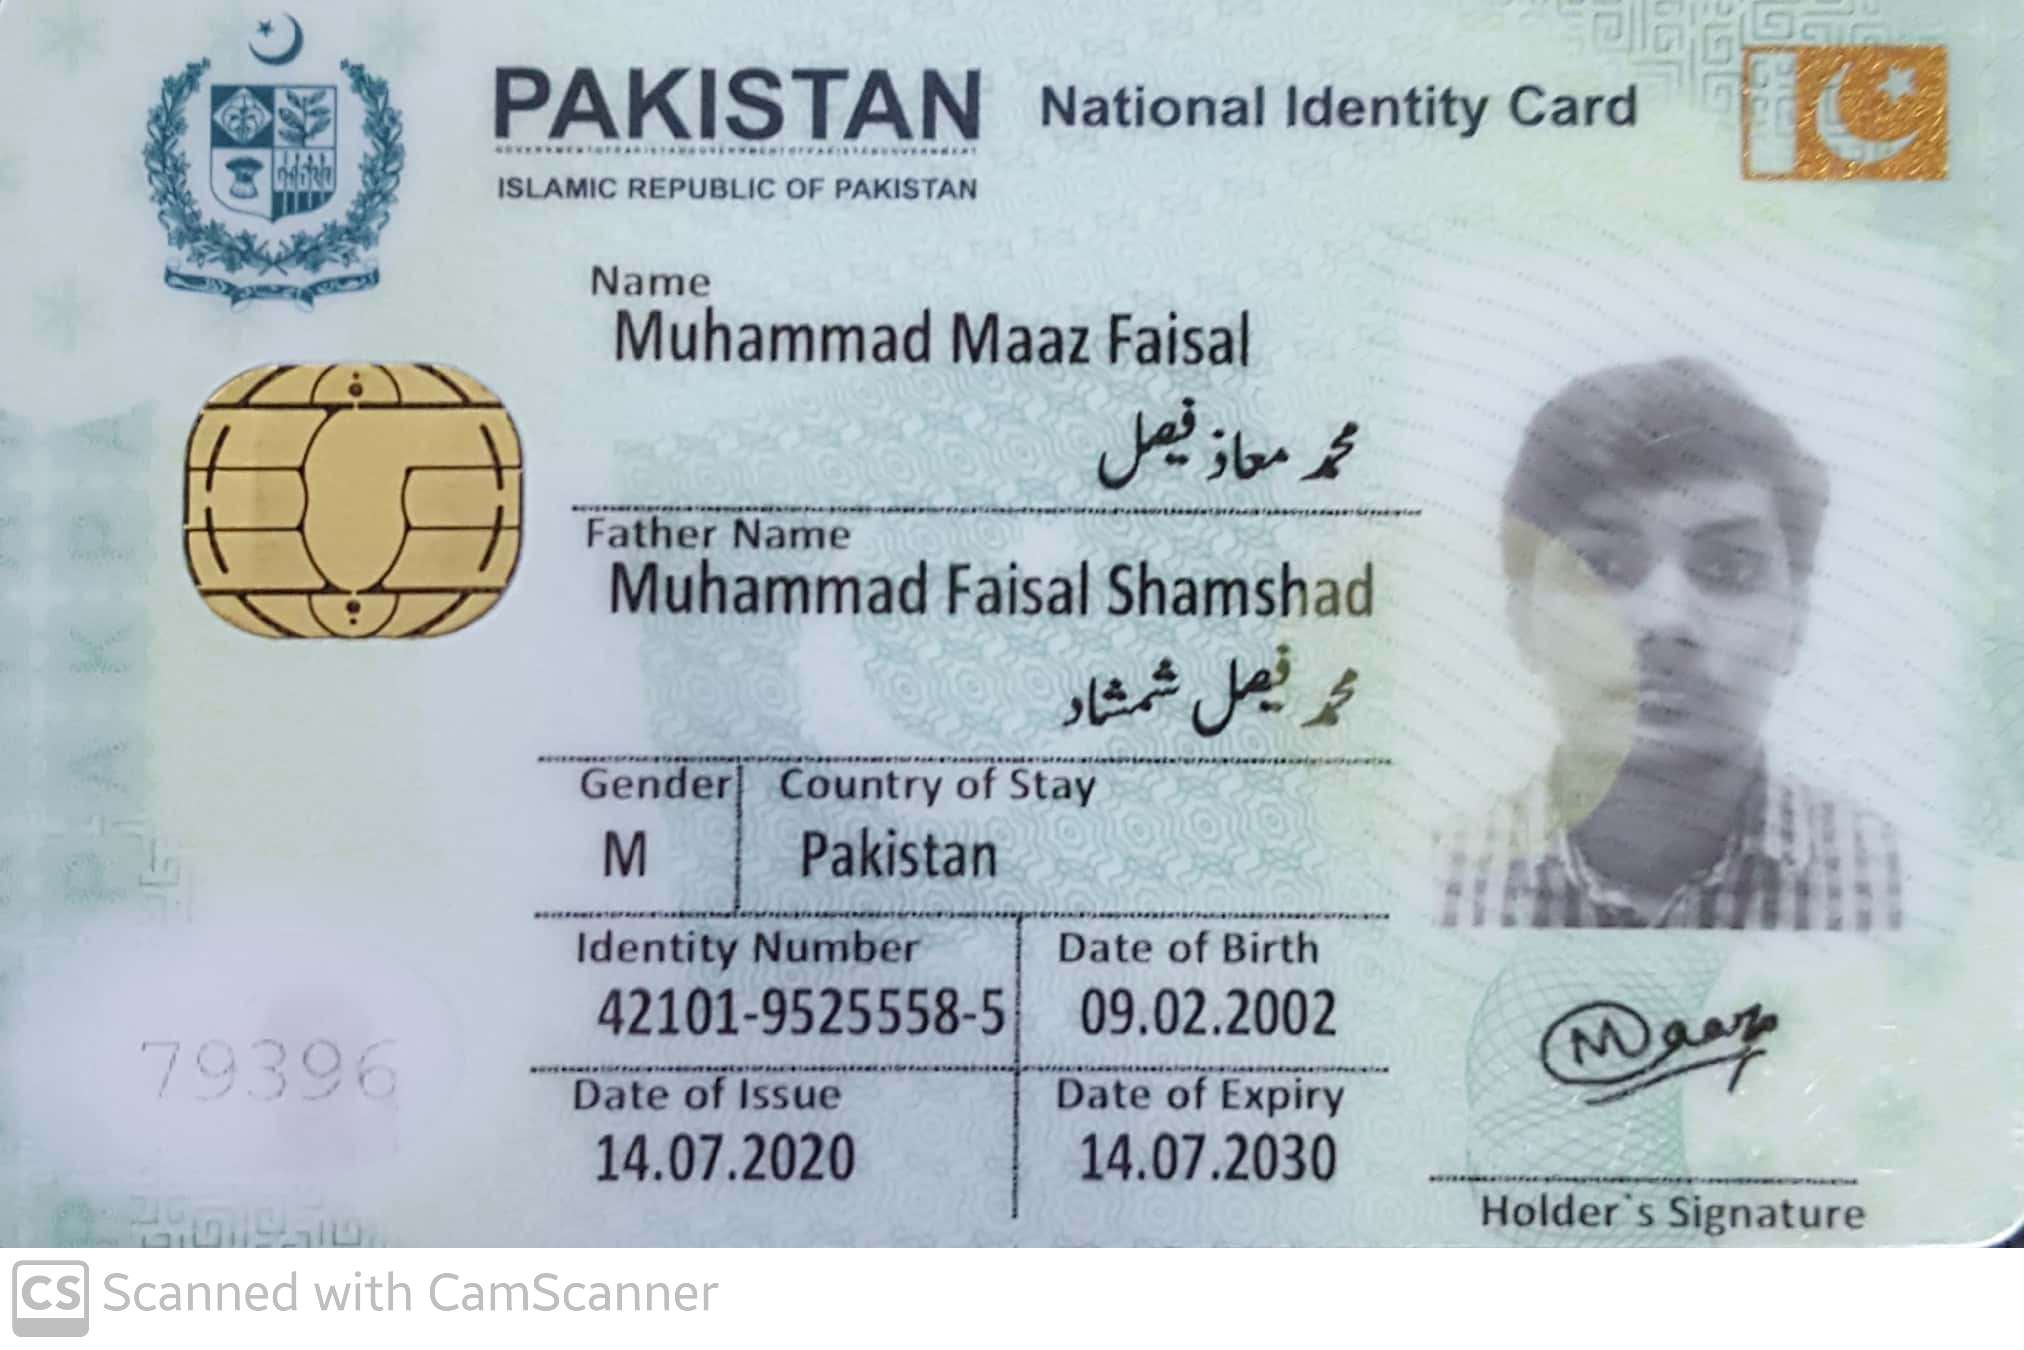 PAKISTAN
National Identity Card
ISLAMIC REPUBLIC OF PAKISTAN
Name
Muhammad Maaz Faisal
محمد معاذ فیصل
Father Name
Muhammad Faisal Shamshad
محمد فیصل شمشاد
Gender
Country of Stay
M
Pakistan
Identity Number
Date of Birth
42101-9525558-5
09.02.2002
79396
Date of Issue
Date of Expiry
14.07.2020
14.07.2030
Maaz
Holder`s Signature
CS Scanned with CamScanner